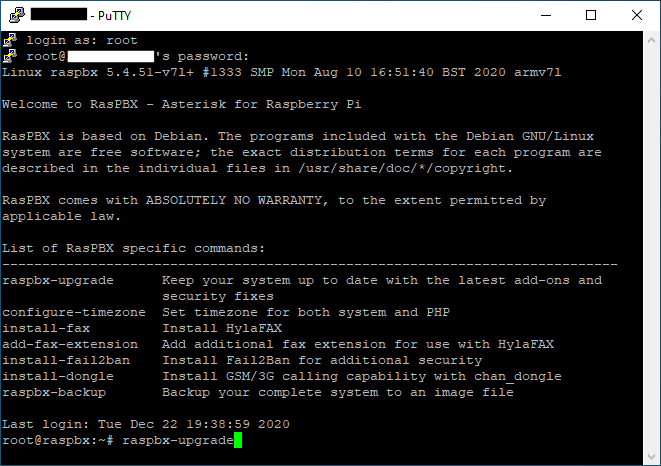 - PuTTY
login as: root
root@            's password:
Linux raspbx 5.4.51-v7l+ #1333 SMP Mon Aug 10 16:51:40 BST 2020 armv7l
Welcome to RasPBX - Asterisk for Raspberry Pi
RasPBX is based on Debian. The programs included with the Debian GNU/Linux
system are free software; the exact distribution terms for each program are
described in the individual files in /usr/share/doc/*/copyright.
RasPBX comes with ABSOLUTELY NO WARRANTY, to the extent permitted by
applicable law.
List of RasPBX specific commands:
-----------------------------------------------------------------------------
raspbx-upgrade      Keep your system up to date with the latest add-ons and
                    security fixes
configure-timezone  Set timezone for both system and PHP
install-fax         Install HylaFAX
add-fax-extension   Add additional fax extension for use with HylaFAX
install-fail2ban    Install Fail2Ban for additional security
install-dongle      Install GSM/3G calling capability with chan_dongle
raspbx-backup       Backup your complete system to an image file
Last login: Tue Dec 22 19:38:59 2020
root@raspbx:~# raspbx-upgrade